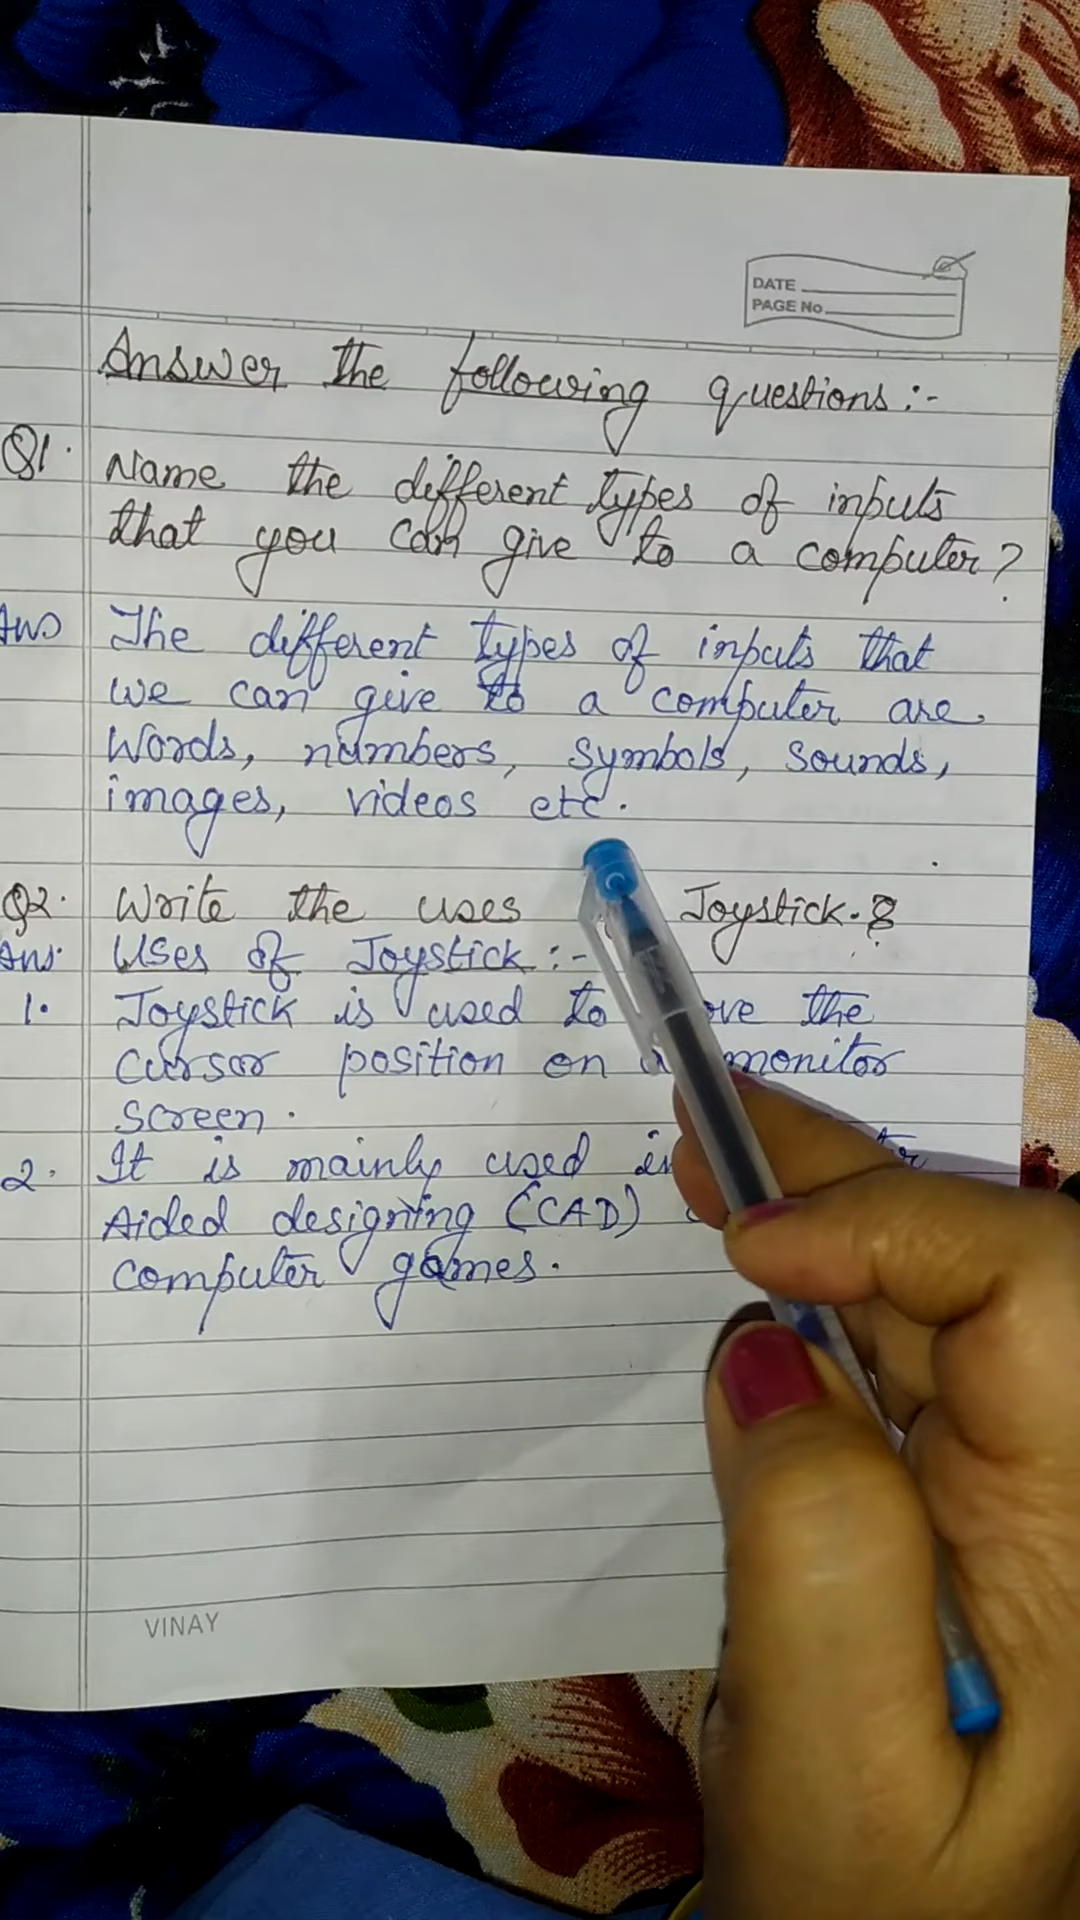 DATE
PAGE No.
Answer the following questions:-
Q1. Name the different types of inputs
that you can give to a computer?
Ans The different types of inputs that
we can give to a computer are
Words, numbers, symbols, sounds,
images, videos etc.
Q2. Write the uses Joystick.?
Ans. Uses of Joystick:-
1. Joystick is used to the
cursor position on monitor
screen.
2. It is mainly used
Aided designing (CAD)
computer games.
VINAY